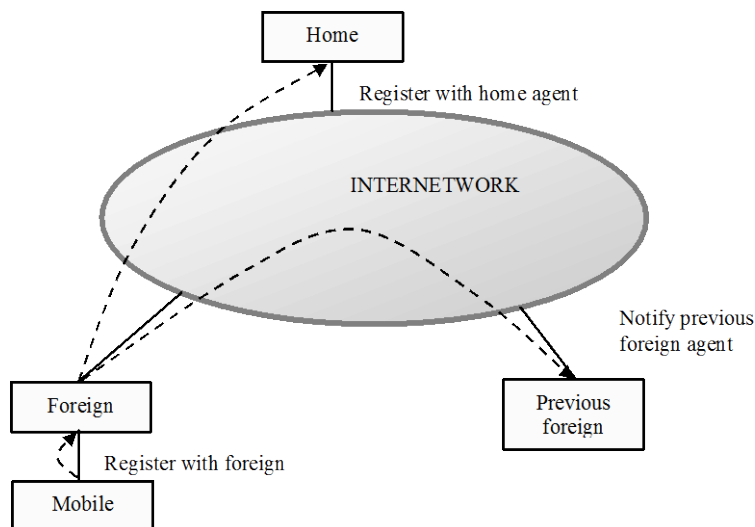 Home
Register with home agent
INTERNETWORK
Notify previous
foreign agent
Foreign
Previous
foreign
Register with foreign
Mobile